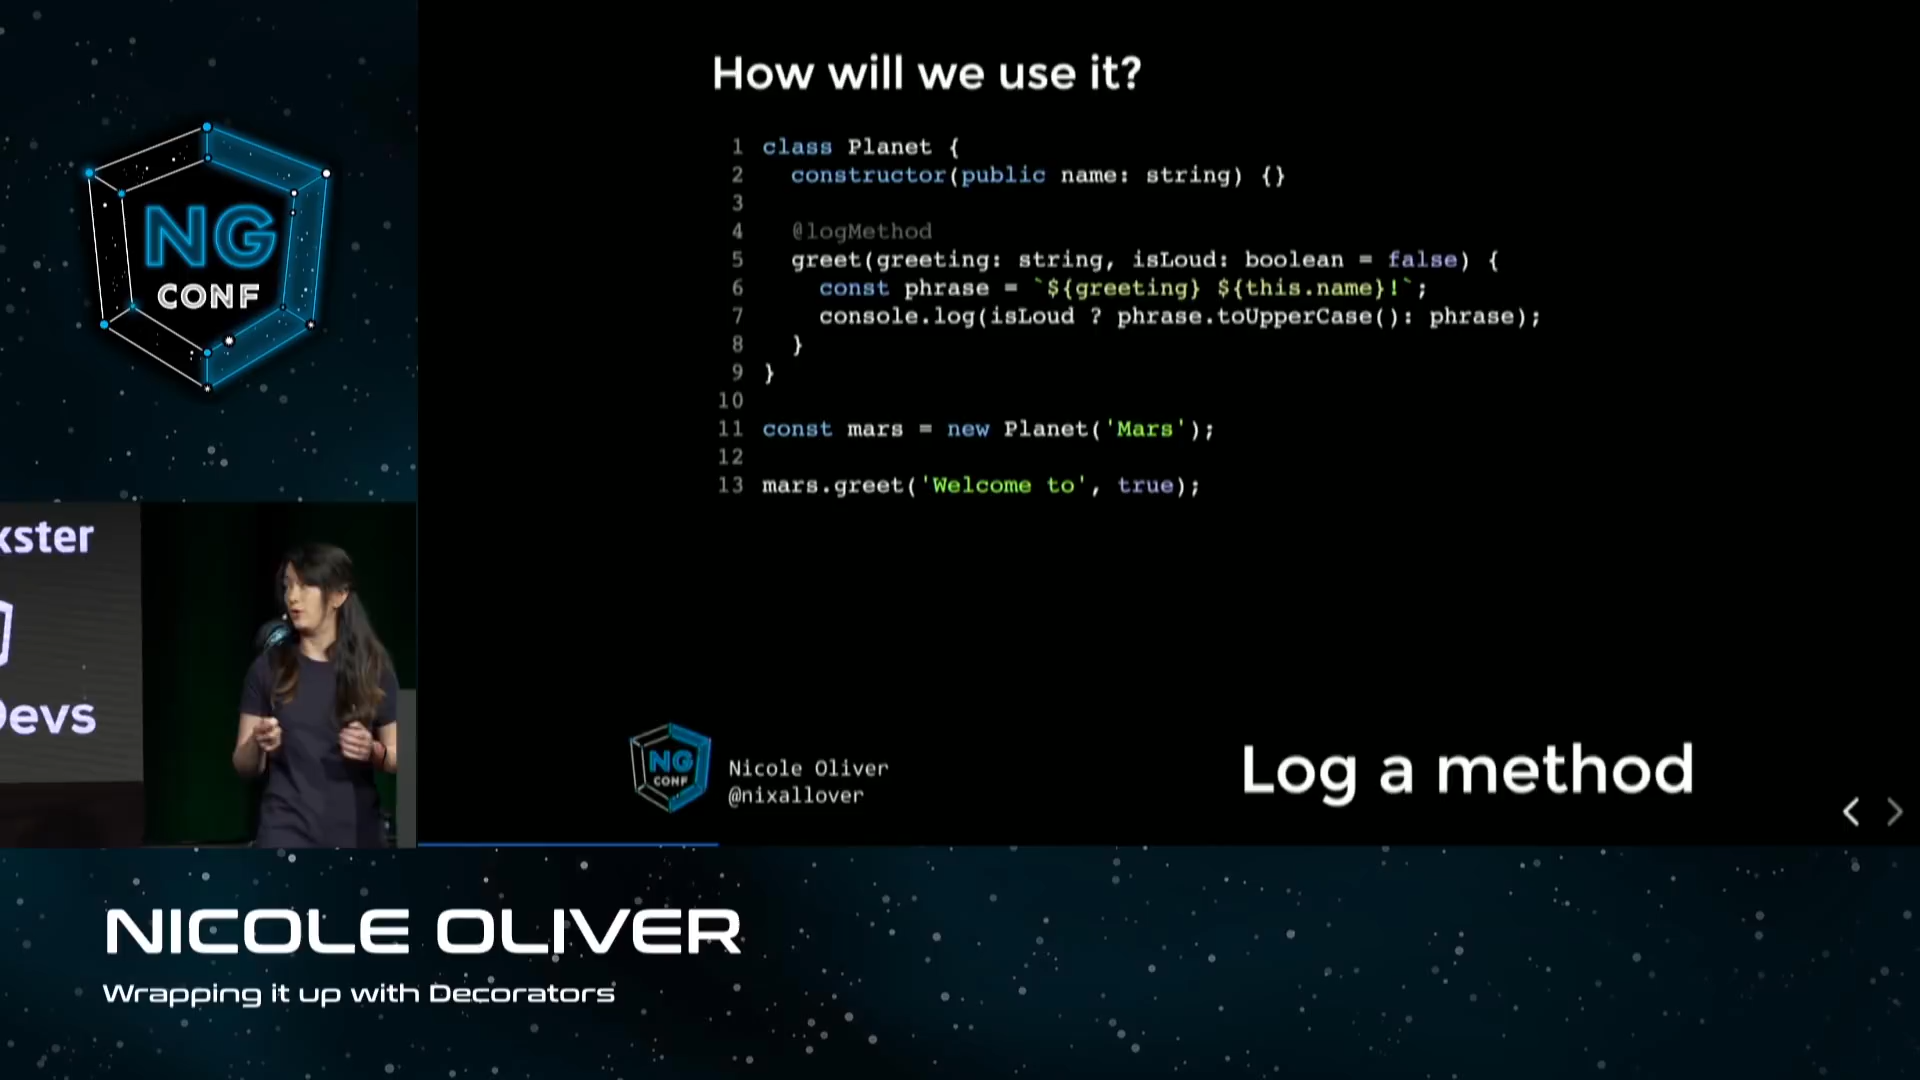 NG
CONF
How will we use it?
1 class Planet {
2   constructor(public name: string) {}
3
4   @logMethod
5   greet(greeting: string, isLoud: boolean = false) {
6     const phrase = `${greeting} ${this.name}!`;
7     console.log(isLoud ? phrase.toUpperCase(): phrase);
8   }
9 }
10
11 const mars = new Planet('Mars');
12
13 mars.greet('Welcome to', true);
xster
Devs
NG
CONF
Nicole Oliver
@nixallover
Log a method
NICOLE OLIVER
Wrapping it up with Decorators